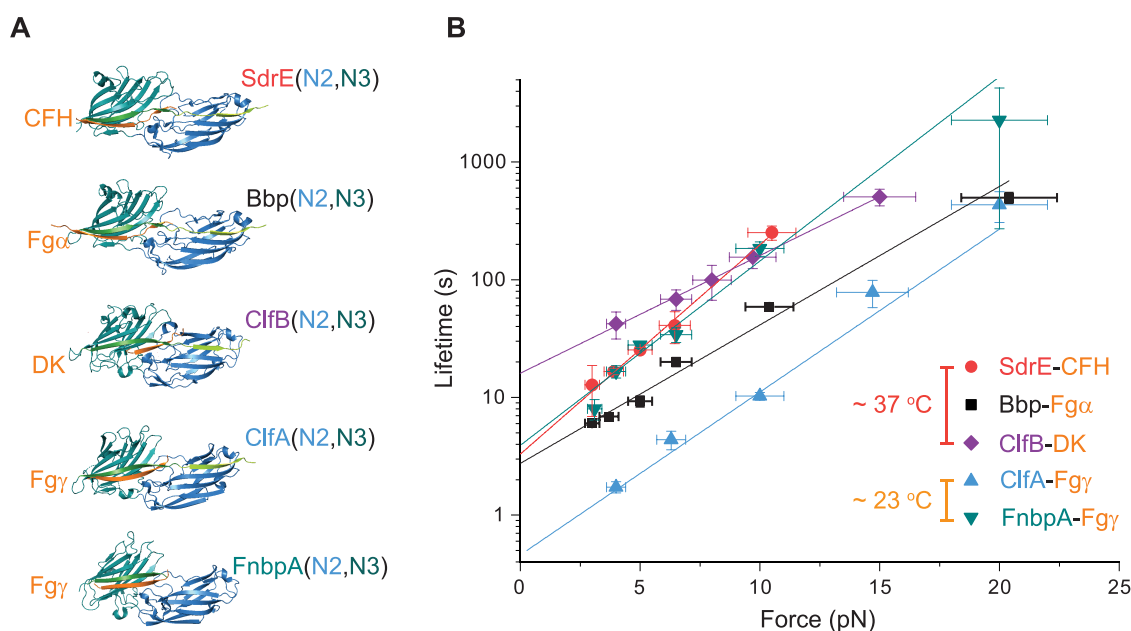 A
SdrE(N2,N3)
CFH
Bbp(N2,N3)
Fgα
ClfB(N2,N3)
DK
ClfA(N2,N3)
Fgγ
FnbpA(N2,N3)
Fgγ
B
Lifetime (s)
1000
100
10
1
0 5 10 15 20 25
Force (pN)
~ 37 °C
SdrE-CFH
Bbp-Fgα
ClfB-DK
~ 23 °C
ClfA-Fgγ
FnbpA-Fgγ